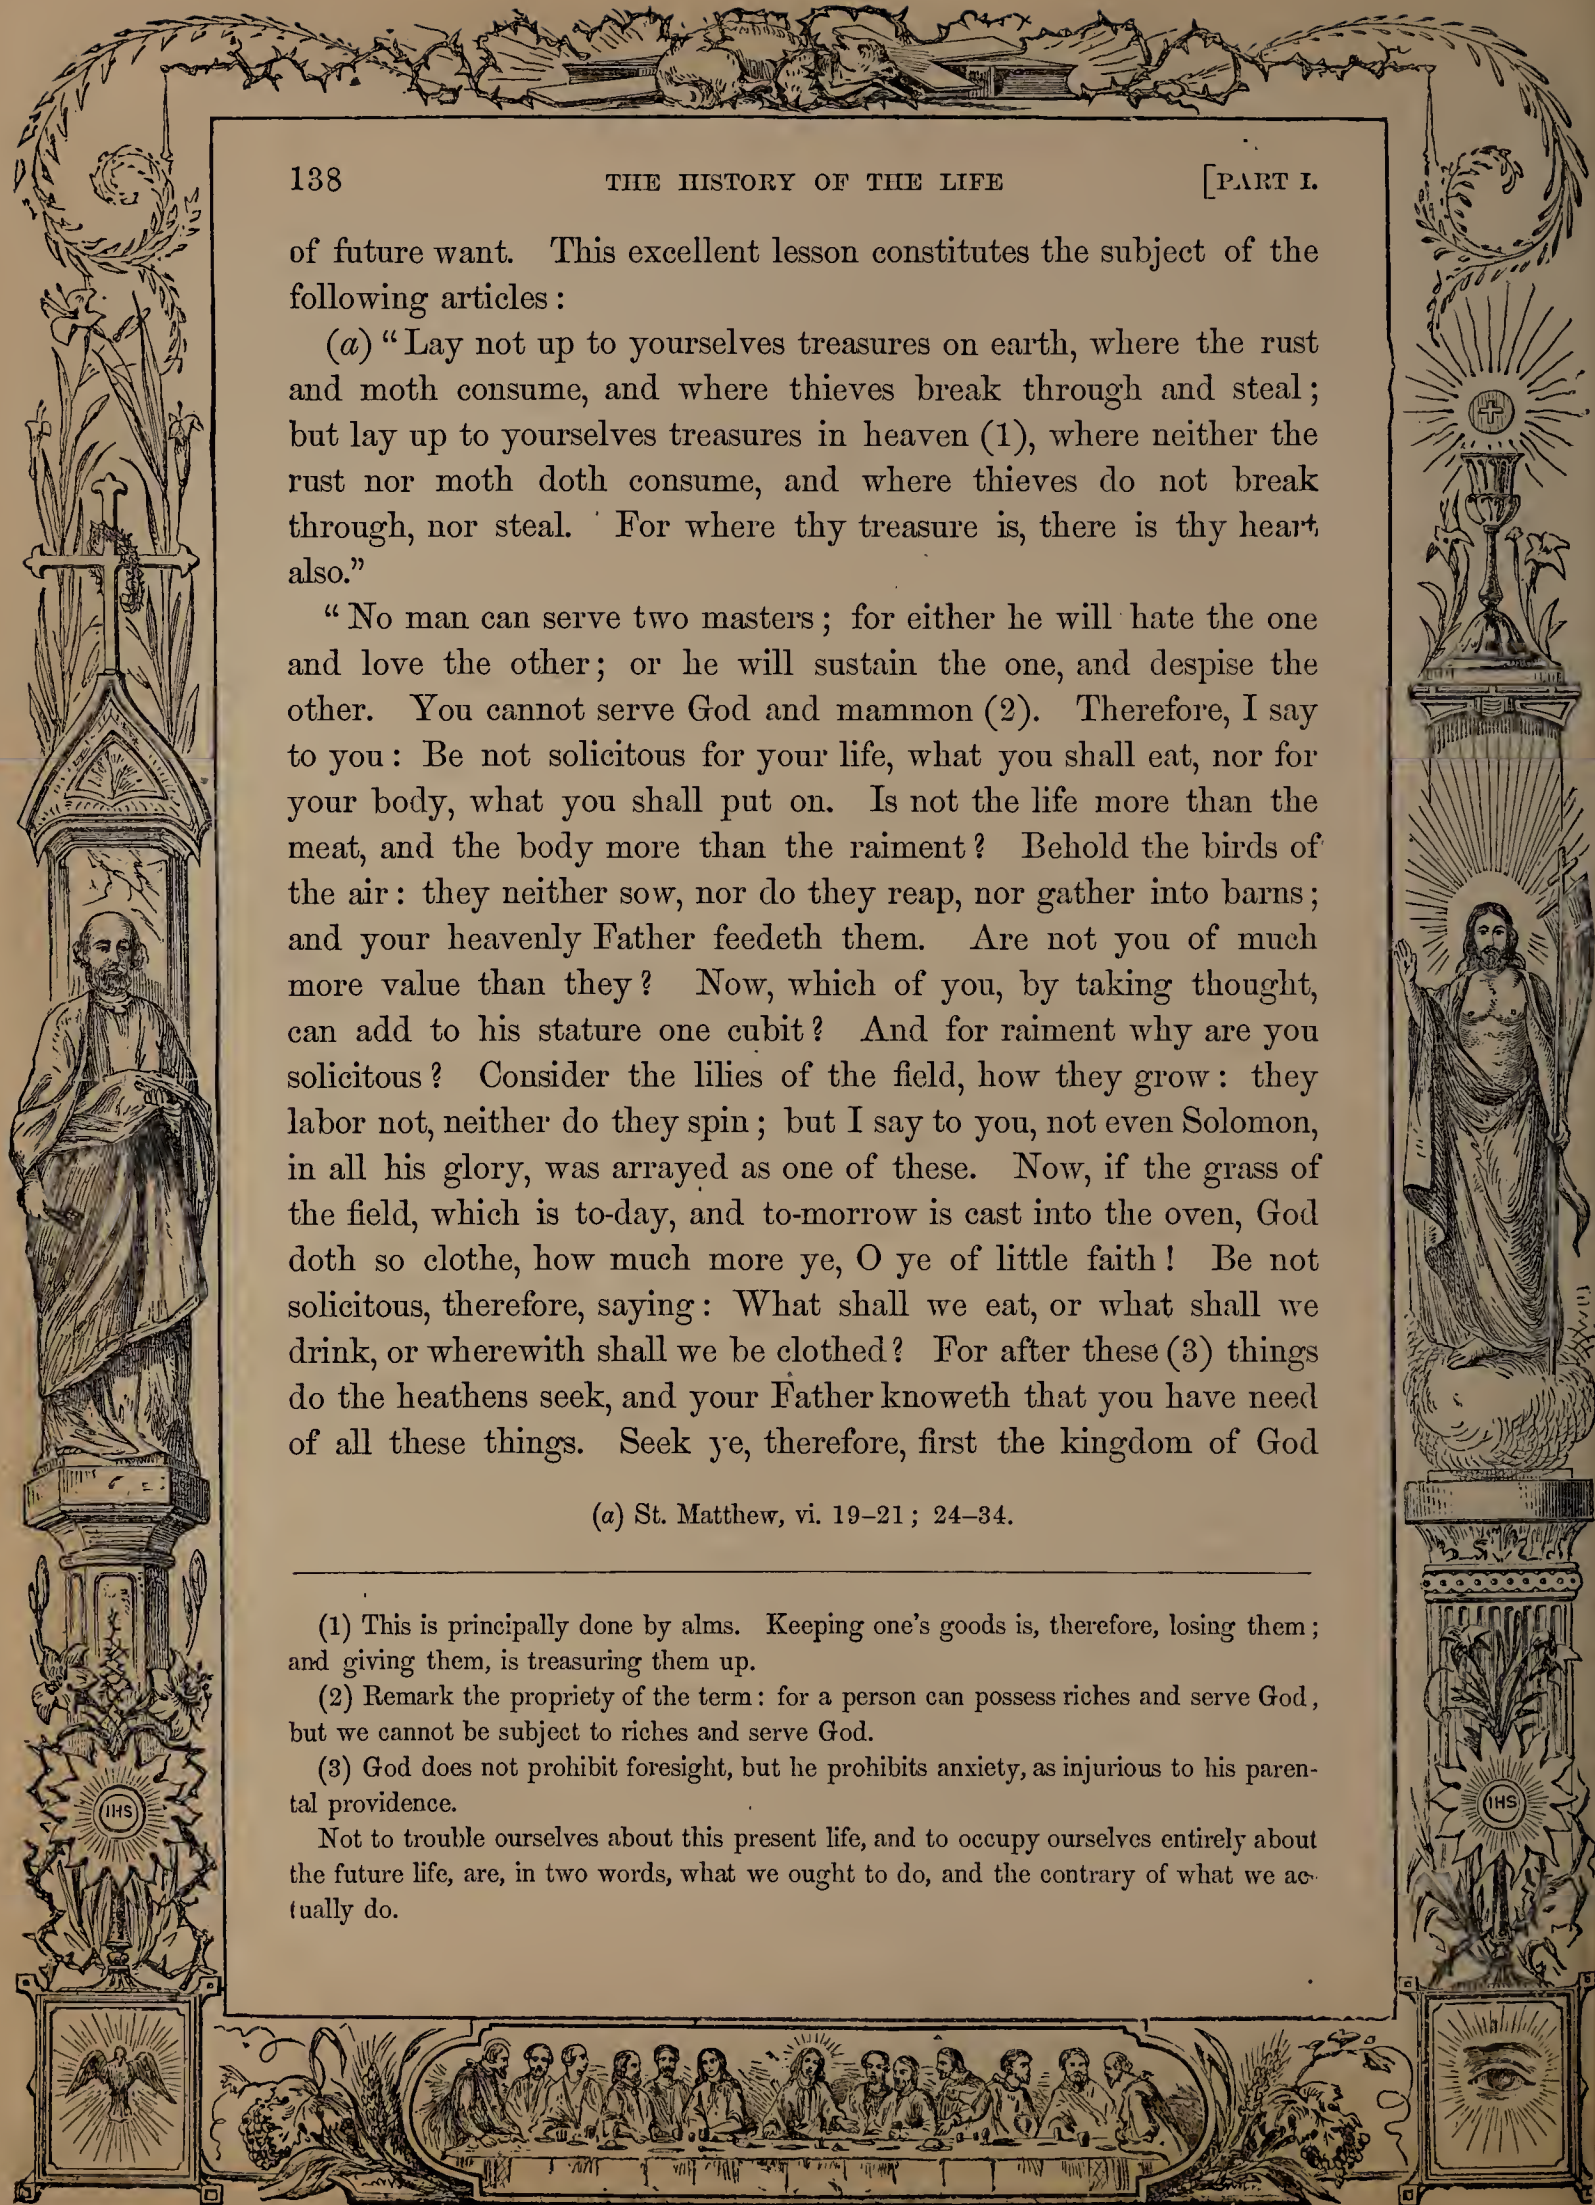 138 THE HISTORY OF THE LIFE [PART I.
of future want. This excellent lesson constitutes the subject of the
following articles :
(a) “ Lay not up to yourselves treasures on earth, where the rust
and moth consume, and where thieves break through and steal ;
but lay up to yourselves treasures in heaven (1), where neither the
rust nor moth doth consume, and where thieves do not break
through, nor steal. For where thy treasure is, there is thy heart
also.”
“ No man can serve two masters ; for either he will hate the one
and love the other ; or he will sustain the one, and despise the
other. You cannot serve God and mammon (2). Therefore, I say
to you : Be not solicitous for your life, what you shall eat, nor for
your body, what you shall put on. Is not the life more than the
meat, and the body more than the raiment ? Behold the birds of
the air : they neither sow, nor do they reap, nor gather into barns ;
and your heavenly Father feedeth them. Are not you of much
more value than they ? Now, which of you, by taking thought,
can add to his stature one cubit ? And for raiment why are you
solicitous ? Consider the lilies of the field, how they grow : they
labor not, neither do they spin ; but I say to you, not even Solomon,
in all his glory, was arrayed as one of these. Now, if the grass of
the field, which is to-day, and to-morrow is cast into the oven, God
doth so clothe, how much more ye, O ye of little faith ! Be not
solicitous, therefore, saying : What shall we eat, or what shall we
drink, or wherewith shall we be clothed ? For after these (3) things
do the heathens seek, and your Father knoweth that you have need
of all these things. Seek ye, therefore, first the kingdom of God
(a) St. Matthew, vi. 19–21 ; 24–34.
(1) This is principally done by alms. Keeping one’s goods is, therefore, losing them ;
and giving them, is treasuring them up.
(2) Remark the propriety of the term : for a person can possess riches and serve God,
but we cannot be subject to riches and serve God.
(3) God does not prohibit foresight, but he prohibits anxiety, as injurious to his paren-
tal providence.
Not to trouble ourselves about this present life, and to occupy ourselves entirely about
the future life, are, in two words, what we ought to do, and the contrary of what we ac-
tually do.
IHS
IHS